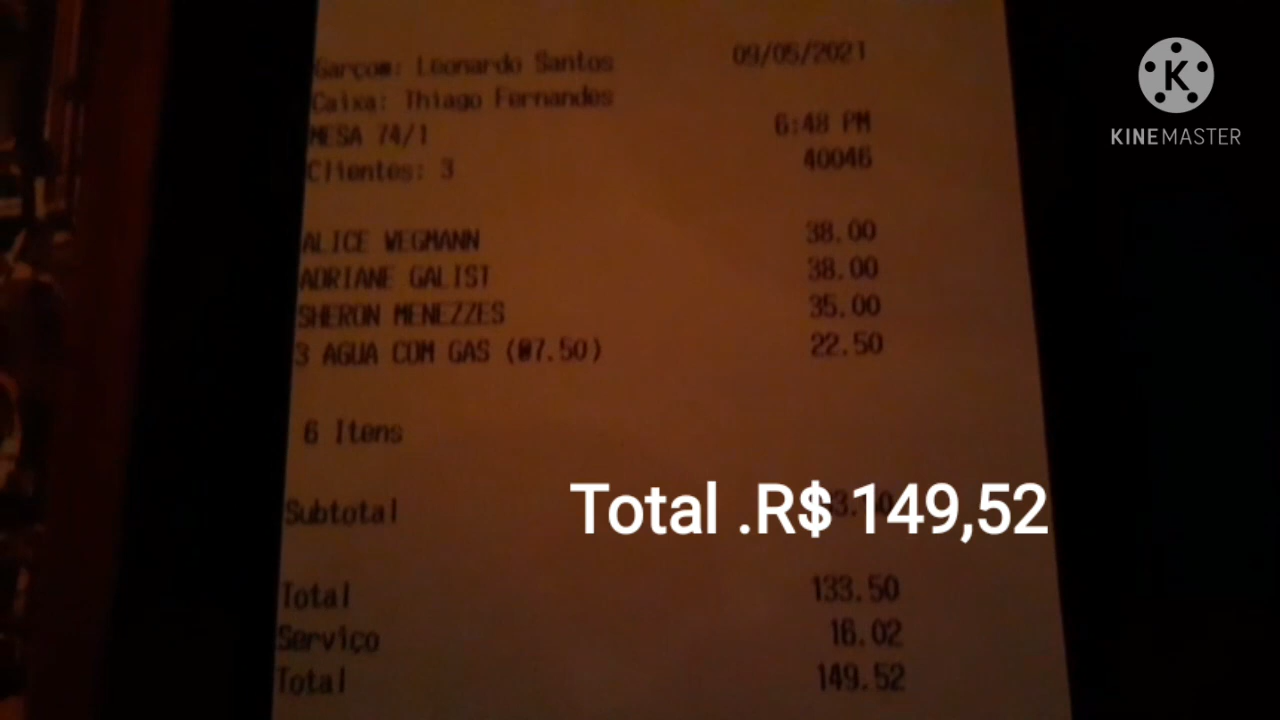 Garçom: Leonardo Santos 09/05/2021
Caixa: Thiago Fernandes
MESA 74/1 6:48 PM
Clientes: 3 40046
ALICE WEGMANN 38.00
ADRIANE GALIST 38.00
SHERON MENEZZES 35.00
3 AGUA COM GAS (@7.50) 22.50
6 Itens
Subtotal
Total .R$ 149,52
Total 133.50
Serviço 16.02
Total 149.52
K
KINEMASTER